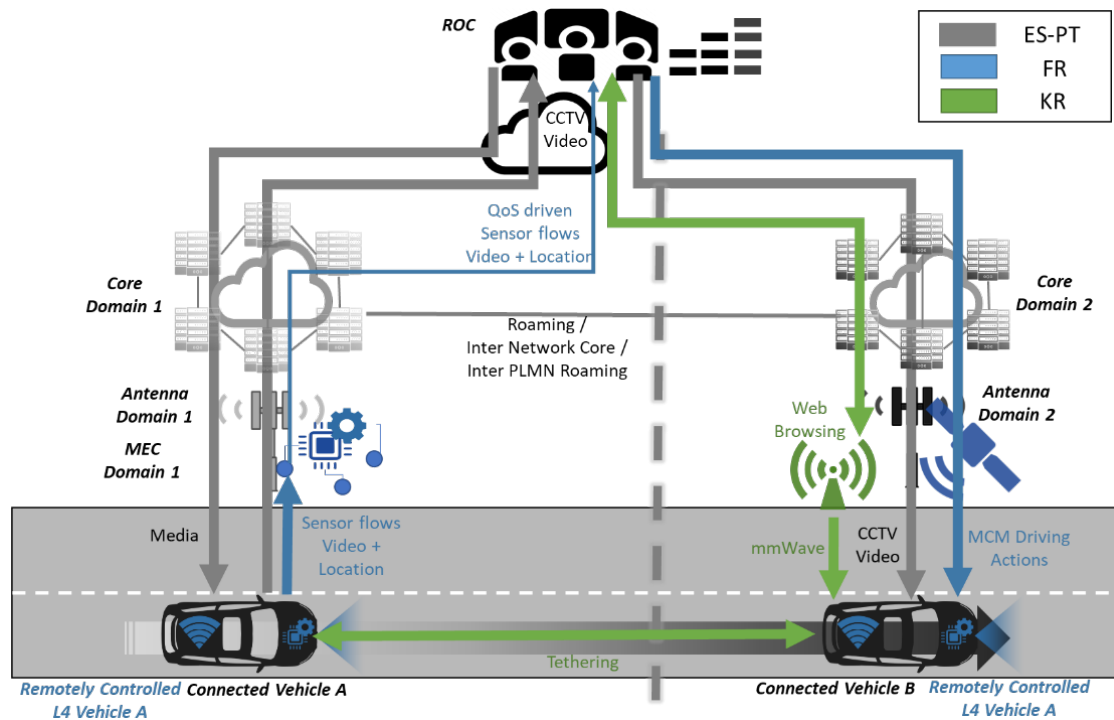 ROC
ES-PT
FR
KR
CCTV
Video
QoS driven
Sensor flows
Video + Location
Core
Domain 1
Core
Domain 2
Roaming /
Inter Network Core /
Inter PLMN Roaming
Antenna
Domain 1
Antenna
Domain 2
MEC
Domain 1
Web
Browsing
Media
Sensor flows
Video +
Location
mmWave
CCTV
Video
MCM Driving
Actions
Tethering
Remotely Controlled
L4 Vehicle A
Connected Vehicle A
Connected Vehicle B
Remotely Controlled
L4 Vehicle A